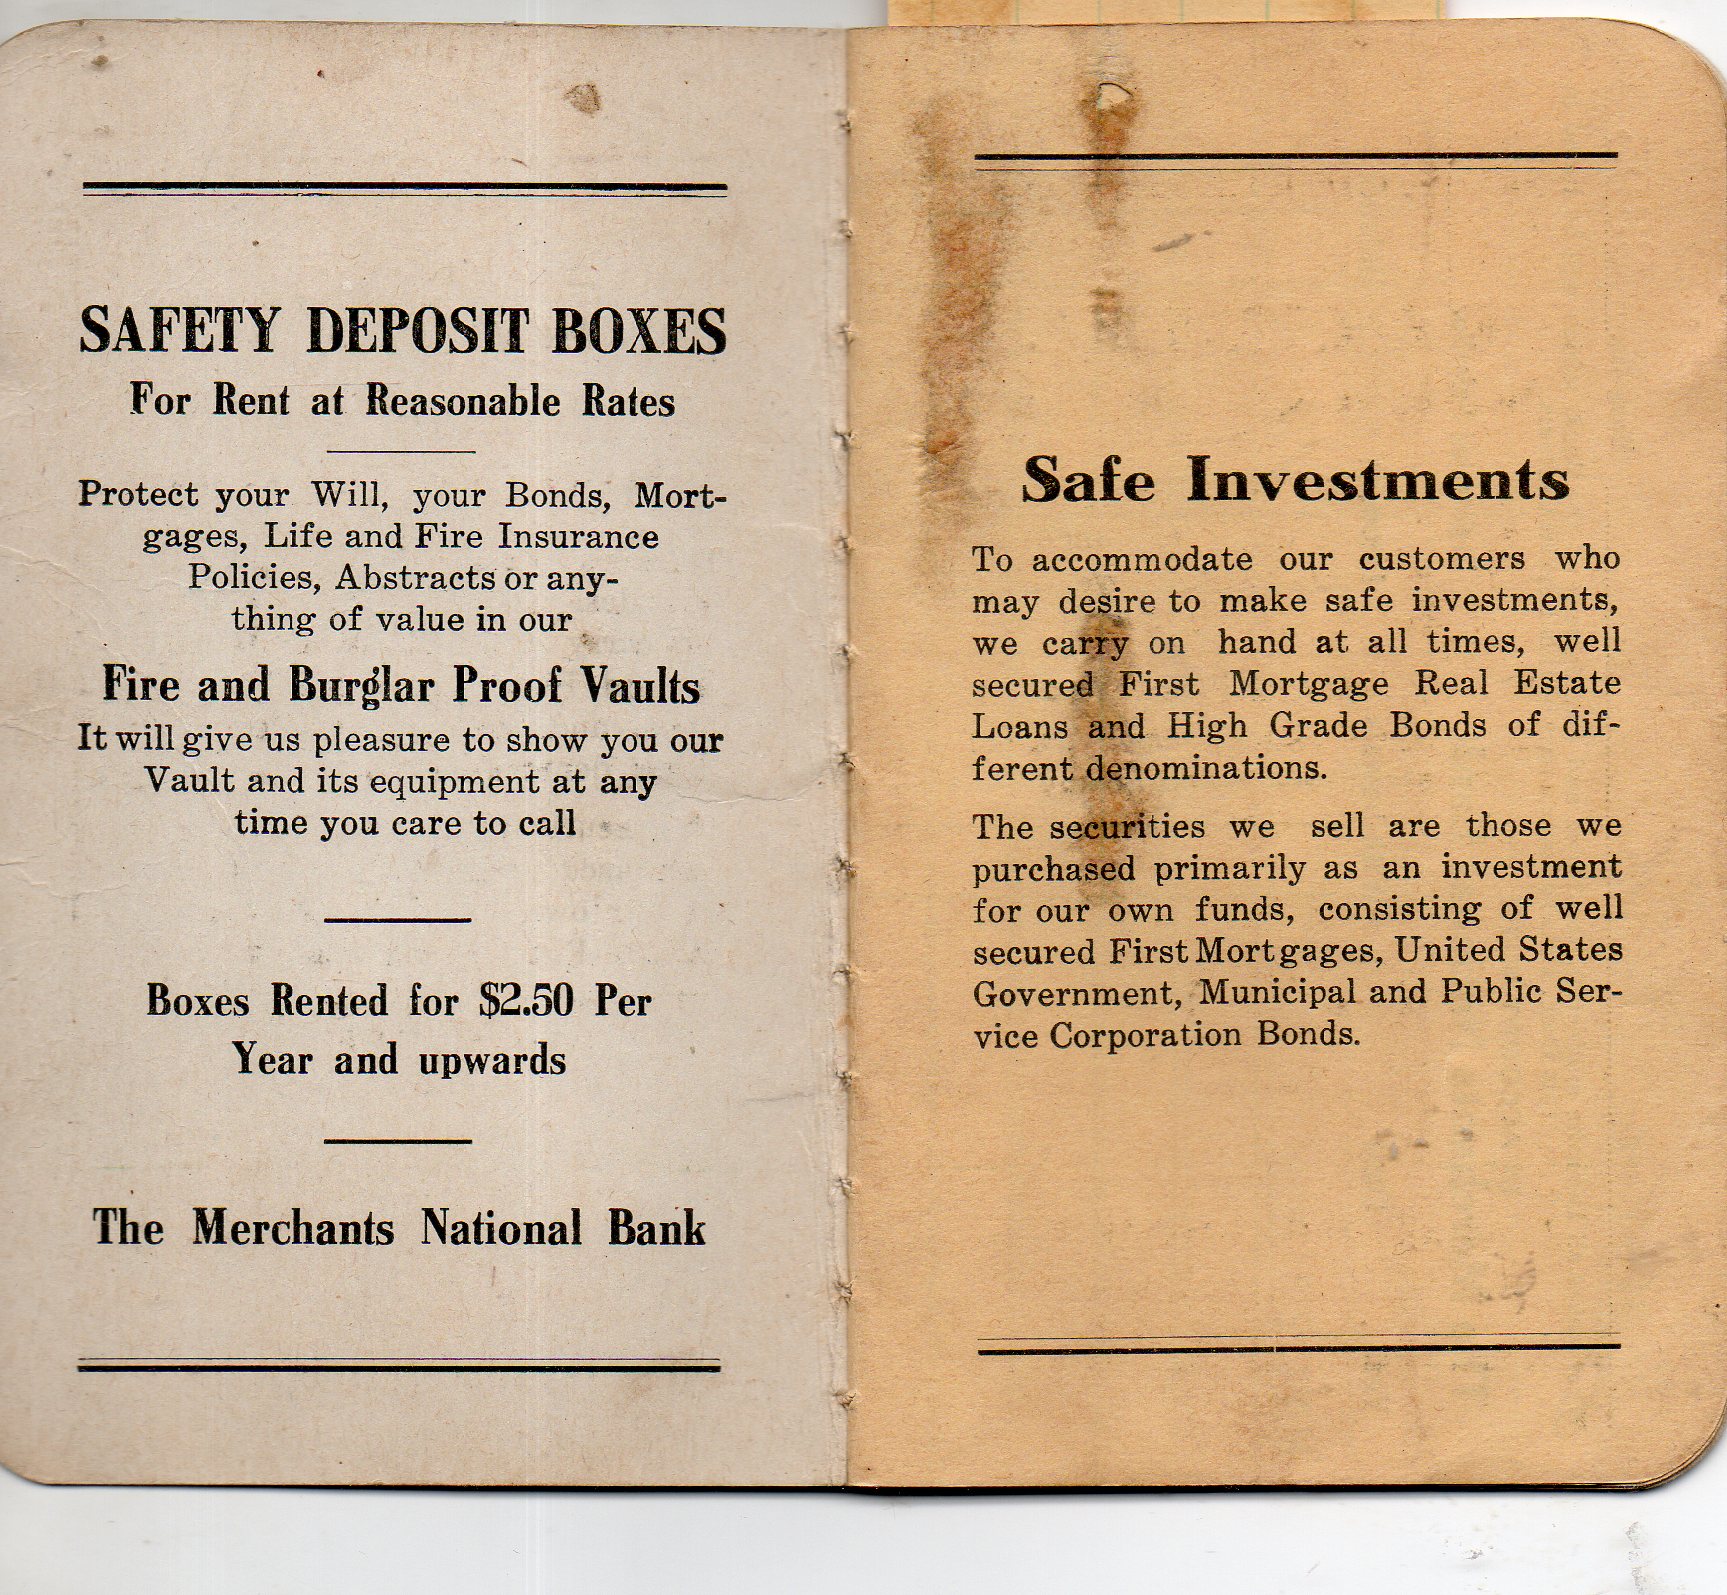 SAFETY DEPOSIT BOXES
For Rent at Reasonable Rates
Protect your Will, your Bonds, Mort-
gages, Life and Fire Insurance
Policies, Abstracts or any-
thing of value in our
Fire and Burglar Proof Vaults
It will give us pleasure to show you our
Vault and its equipment at any
time you care to call
Boxes Rented for $2.50 Per
Year and upwards
The Merchants National Bank
Safe Investments
To accommodate our customers who
may desire to make safe investments,
we carry on hand at all times, well
secured First Mortgage Real Estate
Loans and High Grade Bonds of dif-
ferent denominations.
The securities we sell are those we
purchased primarily as an investment
for our own funds, consisting of well
secured First Mortgages, United States
Government, Municipal and Public Ser-
vice Corporation Bonds.